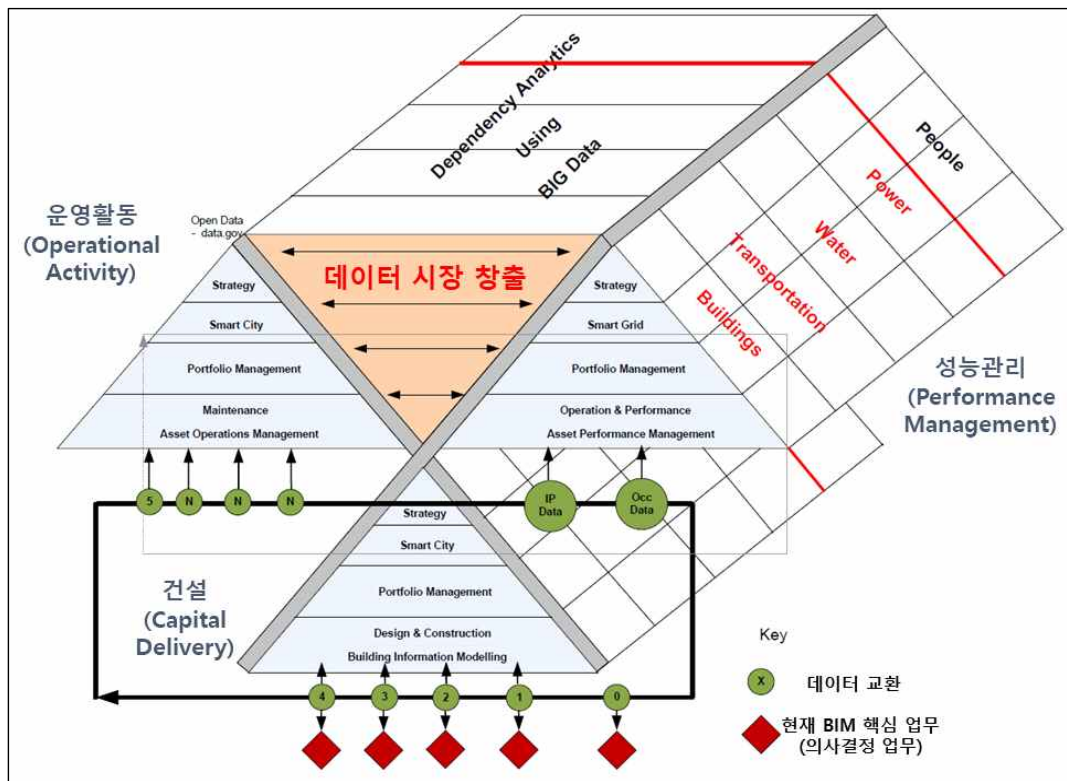 Dependency Analytics
Using
BIG Data
People
Power
Water
Transportation
Buildings
운영활동
(Operational
Activity)
Open Data
- data.gov
데이터 시장 창출
Strategy
Smart City
Portfolio Management
Maintenance
Asset Operations Management
Strategy
Smart Grid
Portfolio Management
Operation & Performance
Asset Performance Management
성능관리
(Performance
Management)
5
N
N
N
IP
Data
Occ
Data
Strategy
Smart City
Portfolio Management
Design & Construction
Building Information Modelling
건설
(Capital
Delivery)
4
3
2
1
0
Key
X
데이터 교환
현재 BIM 핵심 업무
(의사결정 업무)